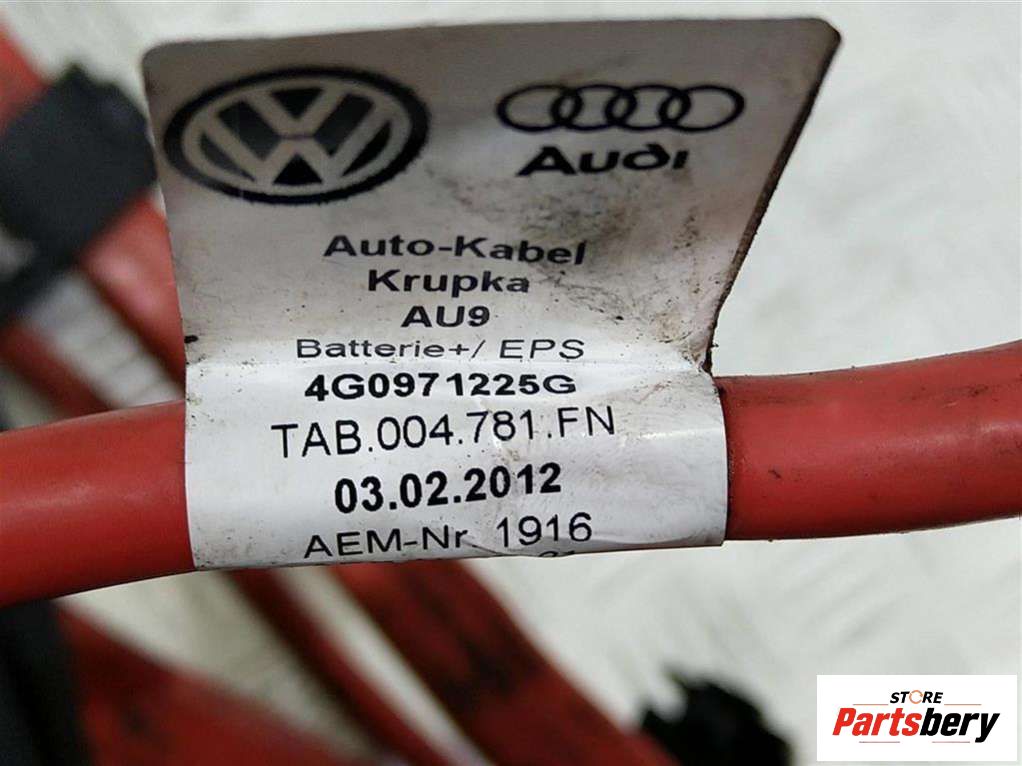 Audi
Auto-Kabel
Krupka
AU9
Batterie+/ EPS
4G0971225G
TAB.004.781.FN
03.02.2012
AEM-Nr 1916
STORE
Partsbery